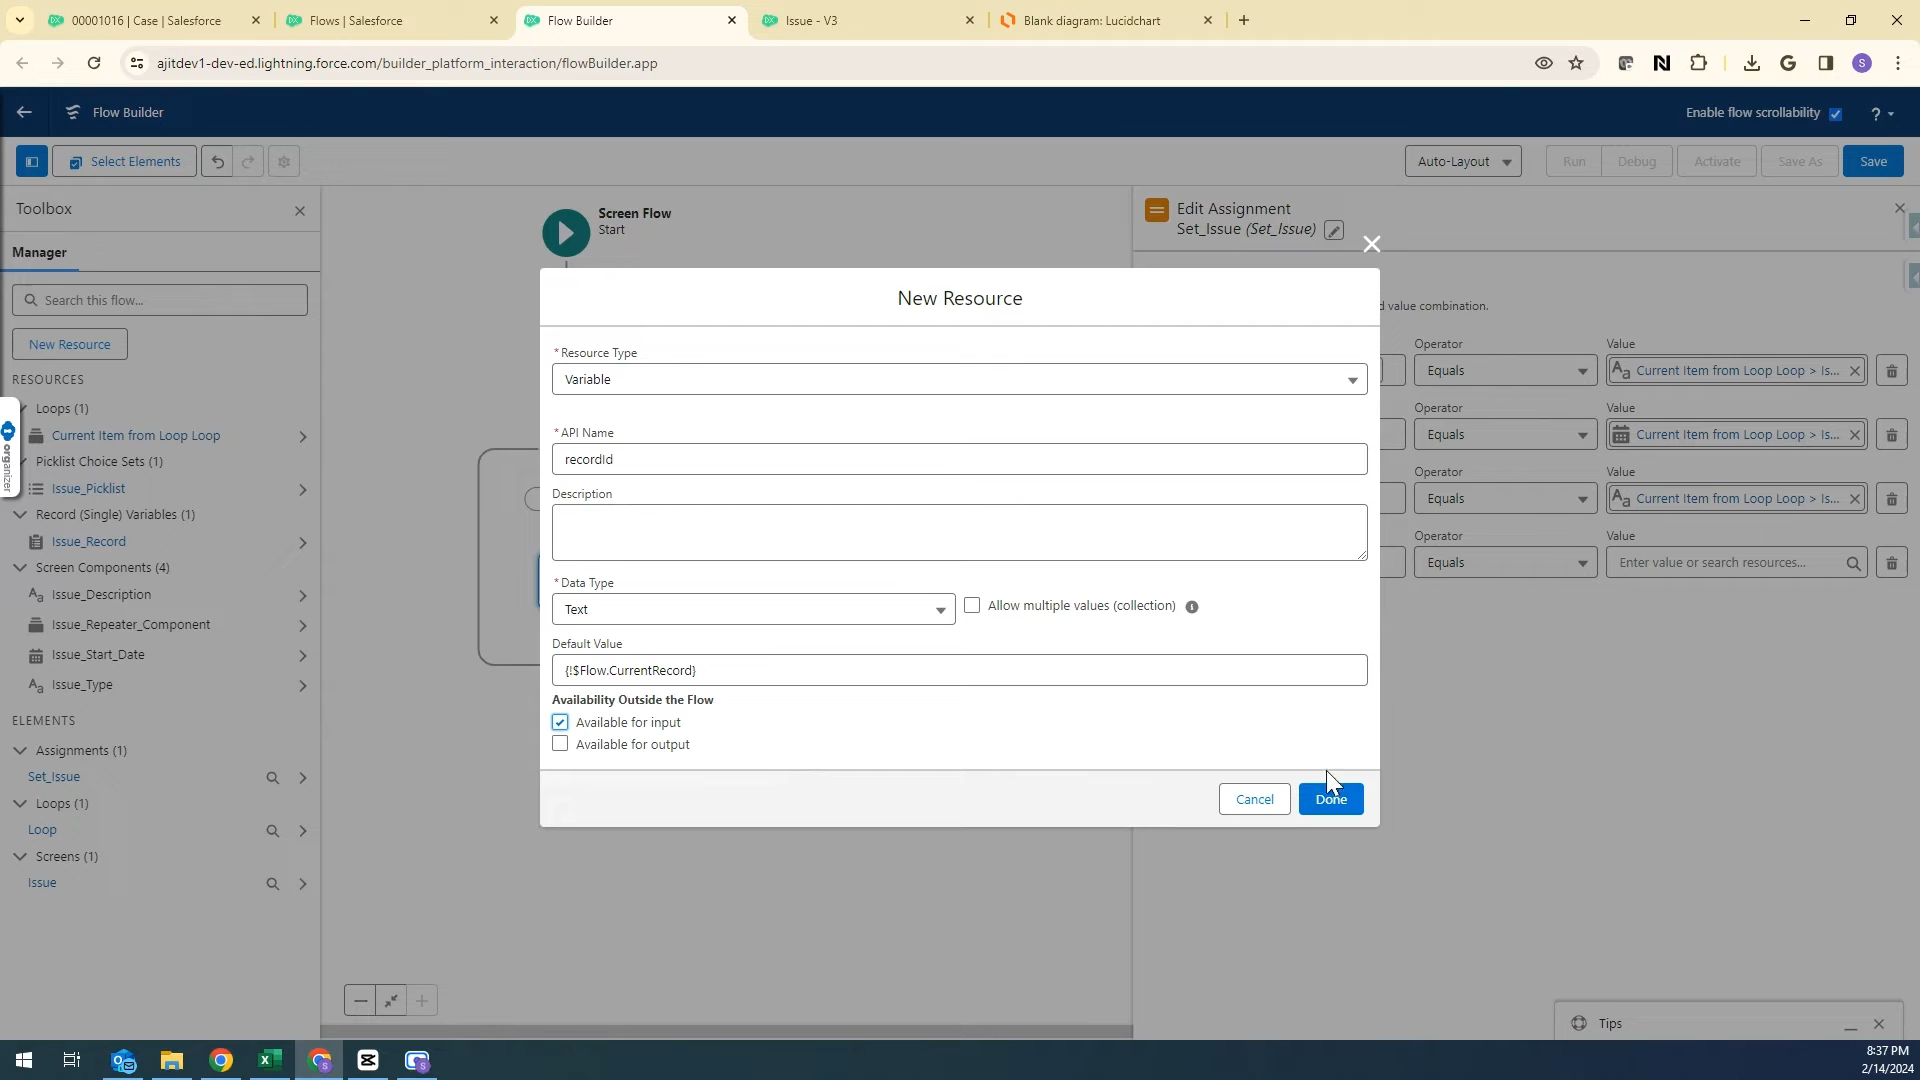 00001016 | Case | Salesforce
Flows | Salesforce
Flow Builder
Issue - V3
Blank diagram: Lucidchart
ajitdev1-dev-ed.lightning.force.com/builder_platform_interaction/flowBuilder.app
S
Flow Builder
Enable flow scrollability
?
Select Elements
Auto-Layout
Run
Debug
Activate
Save As
Save
Toolbox
Manager
Search this flow...
New Resource
RESOURCES
Loops (1)
Current Item from Loop Loop
Picklist Choice Sets (1)
Issue_Picklist
Record (Single) Variables (1)
Issue_Record
Screen Components (4)
Issue_Description
Issue_Repeater_Component
Issue_Start_Date
Issue_Type
ELEMENTS
Assignments (1)
Set_Issue
Loops (1)
Loop
Screens (1)
Issue
organizer
Screen Flow
Start
New Resource
* Resource Type
Variable
* API Name
recordId
Description
* Data Type
Text
Allow multiple values (collection)
Default Value
{!$Flow.CurrentRecord}
Availability Outside the Flow
Available for input
Available for output
Cancel
Done
Edit Assignment
Set_Issue (Set_Issue)
d value combination.
Operator
Value
Equals
Current Item from Loop Loop > Is...
Operator
Value
Equals
Current Item from Loop Loop > Is...
Operator
Value
Equals
Current Item from Loop Loop > Is...
Operator
Value
Equals
Enter value or search resources...
Tips
8:37 PM
2/14/2024